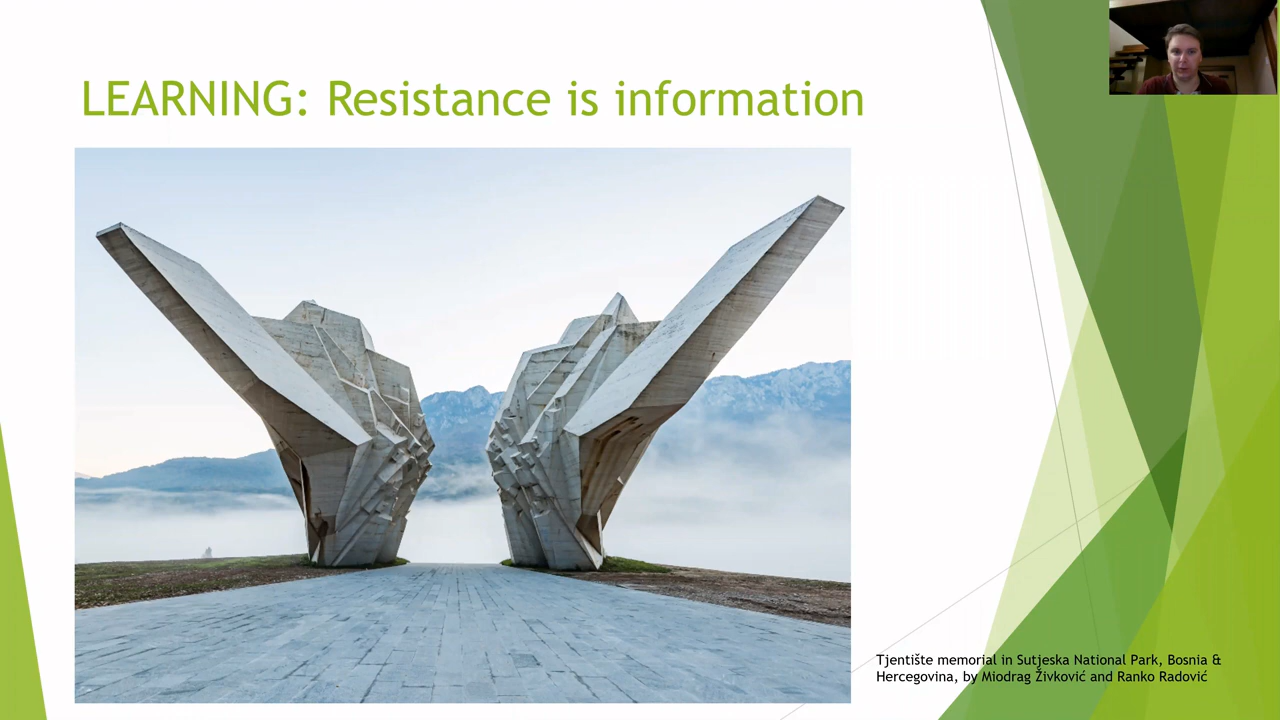 LEARNING: Resistance is information
Tjentište memorial in Sutjeska National Park, Bosnia &
Hercegovina, by Miodrag Živković and Ranko Radović